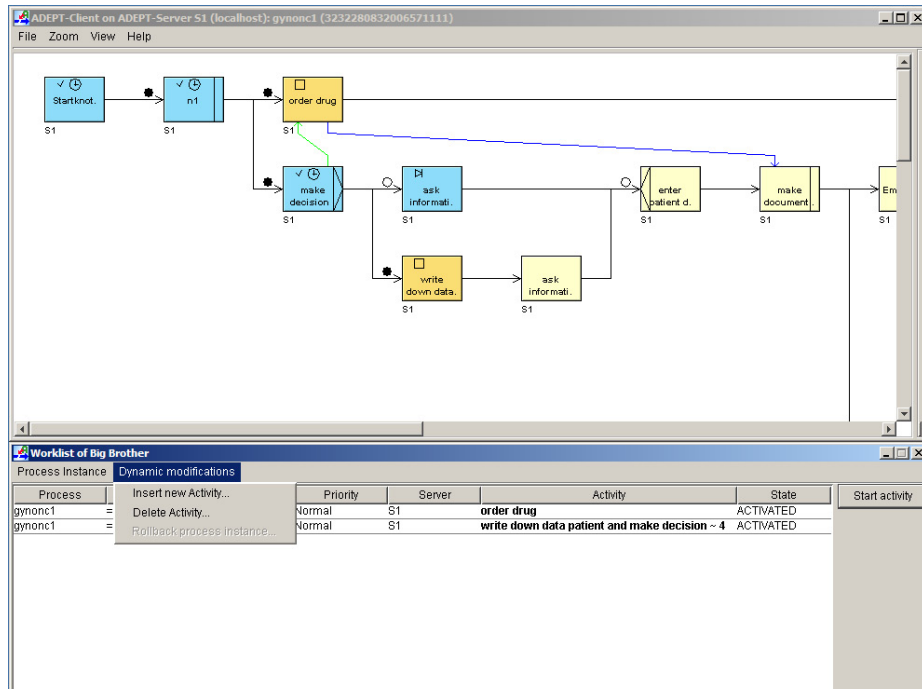 ADEPT-Client on ADEPT-Server S1 (localhost): gynonc1 (3232280832006571111)
File Zoom View Help
Startknot.
S1
n1
S1
order drug
S1
make
decision
S1
ask
informati.
S1
enter
patient d.
S1
make
document.
S1
Em
S1
write
down data.
S1
ask
informati.
S1
Worklist of Big Brother
Process Instance Dynamic modifications
Process Priority Server Activity State Start activity
Insert new Activity...
gynonc1 = Normal S1 order drug ACTIVATED
Delete Activity...
gynonc1 = Normal S1 write down data patient and make decision ~ 4 ACTIVATED
Rollback process instance...